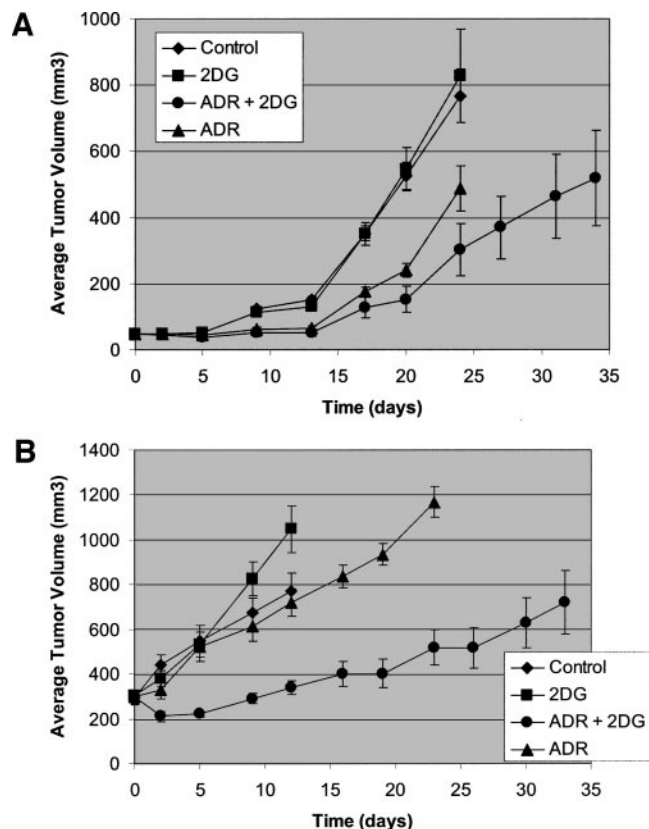 A
1000
800
600
400
200
0
Average Tumor Volume (mm3)
Control
2DG
ADR + 2DG
ADR
0 5 10 15 20 25 30 35
Time (days)
B
1400
1200
1000
800
600
400
200
0
Average Tumor Volume (mm3)
Control
2DG
ADR + 2DG
ADR
0 5 10 15 20 25 30 35
Time (days)